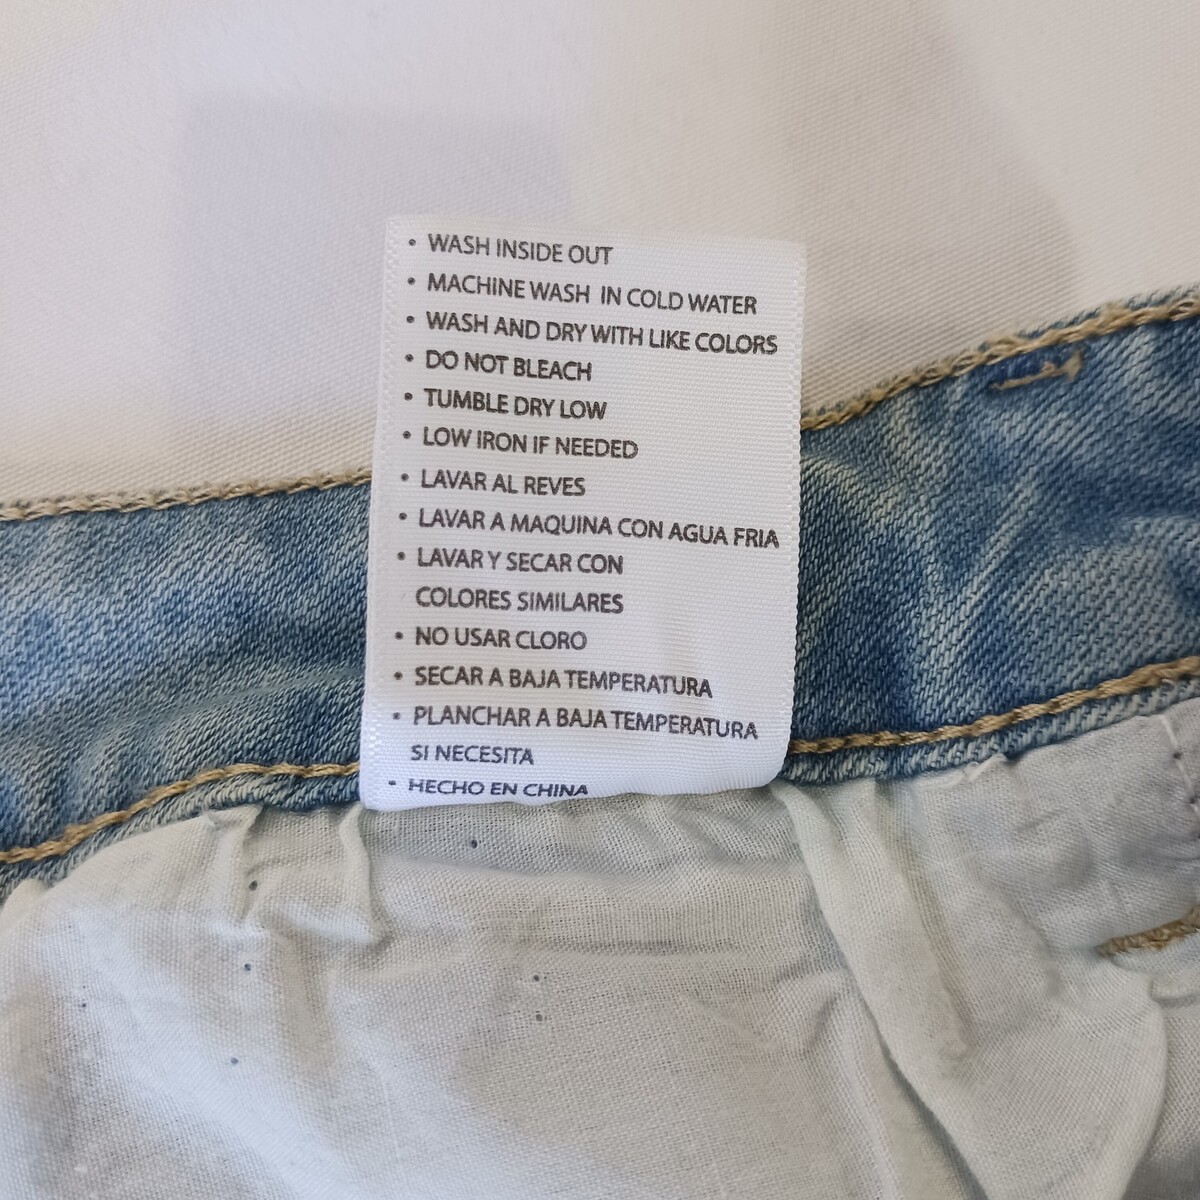 • WASH INSIDE OUT
• MACHINE WASH IN COLD WATER
• WASH AND DRY WITH LIKE COLORS
• DO NOT BLEACH
• TUMBLE DRY LOW
• LOW IRON IF NEEDED
• LAVAR AL REVES
• LAVAR A MAQUINA CON AGUA FRIA
• LAVAR Y SECAR CON
COLORES SIMILARES
• NO USAR CLORO
• SECAR A BAJA TEMPERATURA
• PLANCHAR A BAJA TEMPERATURA
SI NECESITA
• HECHO EN CHINA